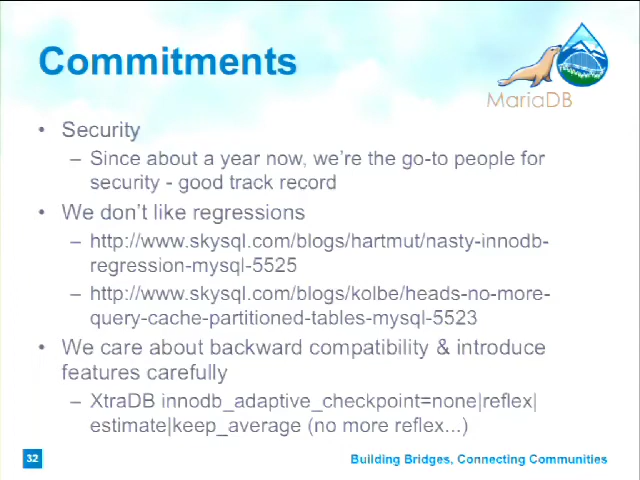 Commitments
MariaDB
• Security
– Since about a year now, we're the go-to people for
security - good track record
• We don't like regressions
– http://www.skysql.com/blogs/hartmut/nasty-innodb-
regression-mysql-5525
– http://www.skysql.com/blogs/kolbe/heads-no-more-
query-cache-partitioned-tables-mysql-5523
• We care about backward compatibility & introduce
features carefully
– XtraDB innodb_adaptive_checkpoint=none|reflex|
estimate|keep_average (no more reflex...)
32
Building Bridges, Connecting Communities